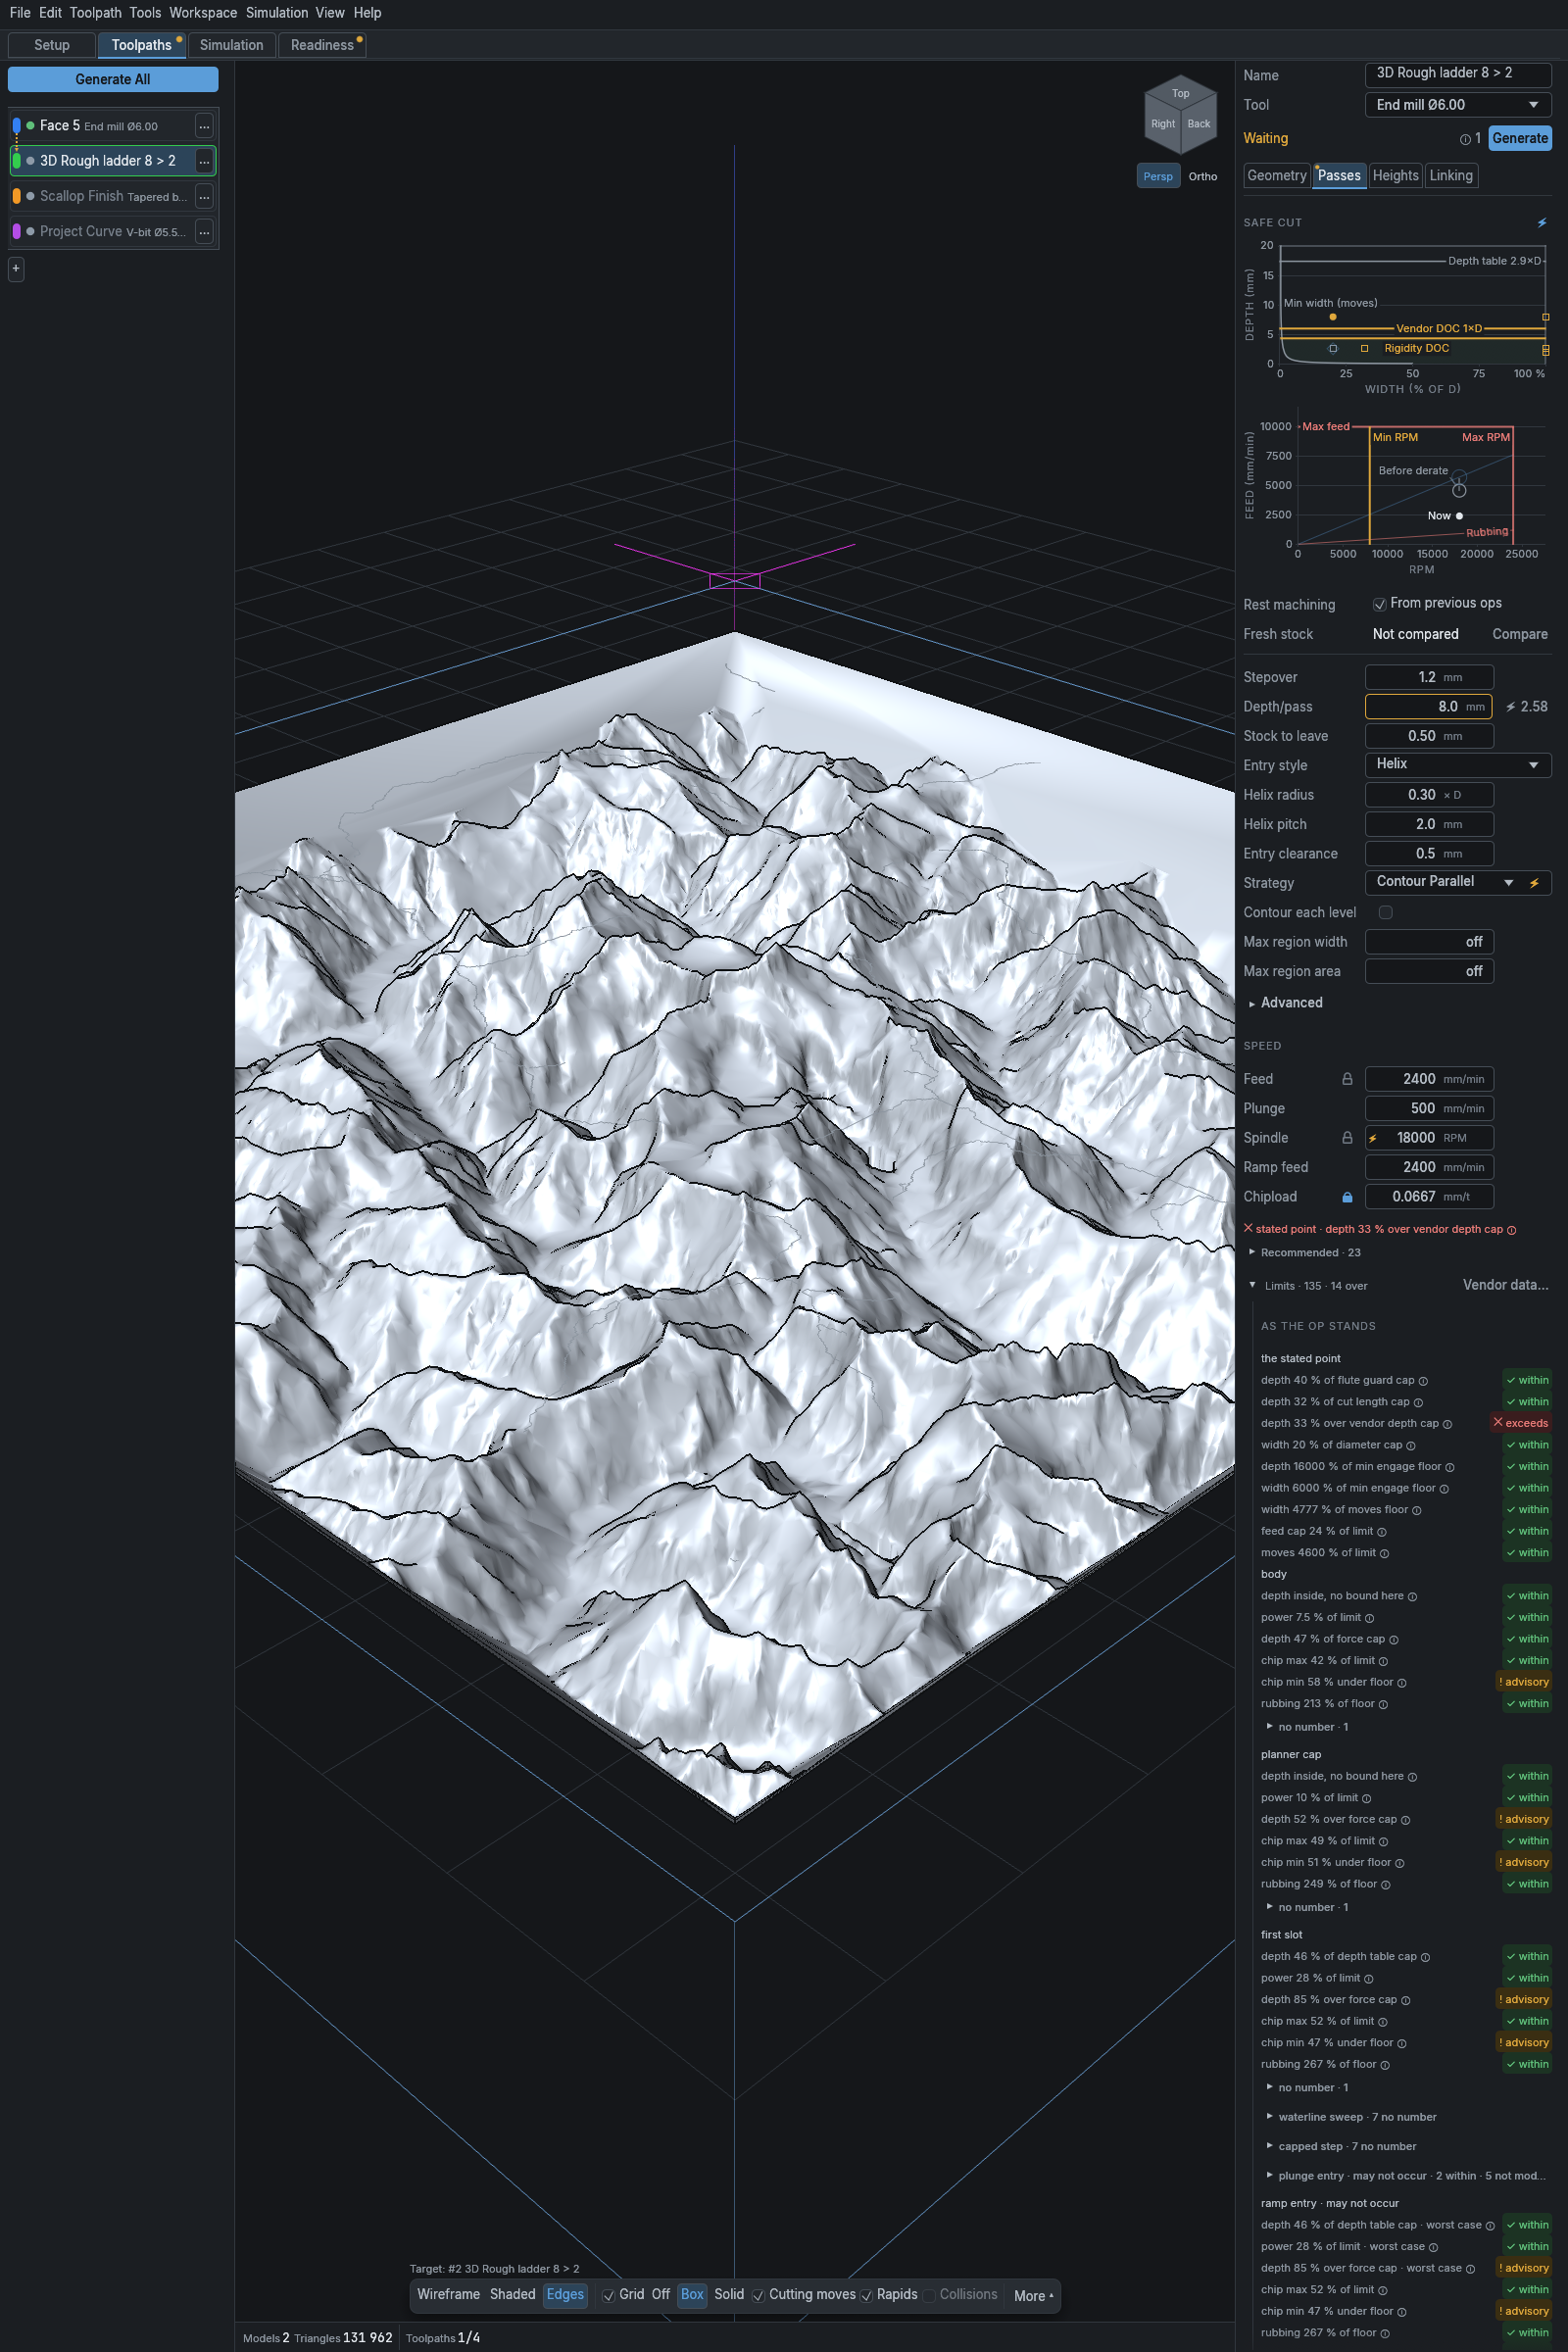 File Edit Toolpath Tools Workspace Simulation View Help
Setup Toolpaths Simulation Readiness
Generate All
Face 5 End mill Ø6.00 ...
3D Rough ladder 8 > 2 ...
Scallop Finish Tapered b... ...
Project Curve V-bit Ø5.5... ...
+
Top
Right Back
Persp Ortho
Target: #2 3D Rough ladder 8 > 2
Wireframe Shaded Edges Grid Off Box Solid Cutting moves Rapids Collisions More
Models 2 Triangles 131 962 Toolpaths 1/4
Name 3D Rough ladder 8 > 2
Tool End mill Ø6.00
Waiting 1 Generate
Geometry Passes Heights Linking
SAFE CUT
DEPTH (mm)
20
15
10
5
0
Depth table 2.9×D
Min width (moves)
Vendor DOC 1×D
Rigidity DOC
0 25 50 75 100 %
WIDTH (% OF D)
FEED (mm/min)
10000
7500
5000
2500
0
Max feed
Min RPM Max RPM
Before derate
Now
Rubbing
0 5000 10000 15000 20000 25000
RPM
Rest machining From previous ops
Fresh stock Not compared Compare
Stepover 1.2 mm
Depth/pass 8.0 mm 2.58
Stock to leave 0.50 mm
Entry style Helix
Helix radius 0.30 × D
Helix pitch 2.0 mm
Entry clearance 0.5 mm
Strategy Contour Parallel
Contour each level
Max region width off
Max region area off
Advanced
SPEED
Feed 2400 mm/min
Plunge 500 mm/min
Spindle 18000 RPM
Ramp feed 2400 mm/min
Chipload 0.0667 mm/t
stated point · depth 33 % over vendor depth cap
Recommended · 23
Limits · 135 · 14 over Vendor data...
AS THE OP STANDS
the stated point
depth 40 % of flute guard cap ✓ within
depth 32 % of cut length cap ✓ within
depth 33 % over vendor depth cap ✕ exceeds
width 20 % of diameter cap ✓ within
depth 16000 % of min engage floor ✓ within
width 6000 % of min engage floor ✓ within
width 4777 % of moves floor ✓ within
feed cap 24 % of limit ✓ within
moves 4600 % of limit ✓ within
body
depth inside, no bound here ✓ within
power 7.5 % of limit ✓ within
depth 47 % of force cap ✓ within
chip max 42 % of limit ✓ within
chip min 58 % under floor ! advisory
rubbing 213 % of floor ✓ within
no number · 1
planner cap
depth inside, no bound here ✓ within
power 10 % of limit ✓ within
depth 52 % over force cap ! advisory
chip max 49 % of limit ✓ within
chip min 51 % under floor ! advisory
rubbing 249 % of floor ✓ within
no number · 1
first slot
depth 46 % of depth table cap ✓ within
power 28 % of limit ✓ within
depth 85 % over force cap ! advisory
chip max 52 % of limit ✓ within
chip min 47 % under floor ! advisory
rubbing 267 % of floor ✓ within
no number · 1
waterline sweep · 7 no number
capped step · 7 no number
plunge entry · may not occur · 2 within · 5 not mod...
ramp entry · may not occur
depth 46 % of depth table cap · worst case ✓ within
power 28 % of limit · worst case ✓ within
depth 85 % over force cap · worst case ! advisory
chip max 52 % of limit ✓ within
chip min 47 % under floor ! advisory
rubbing 267 % of floor ✓ within